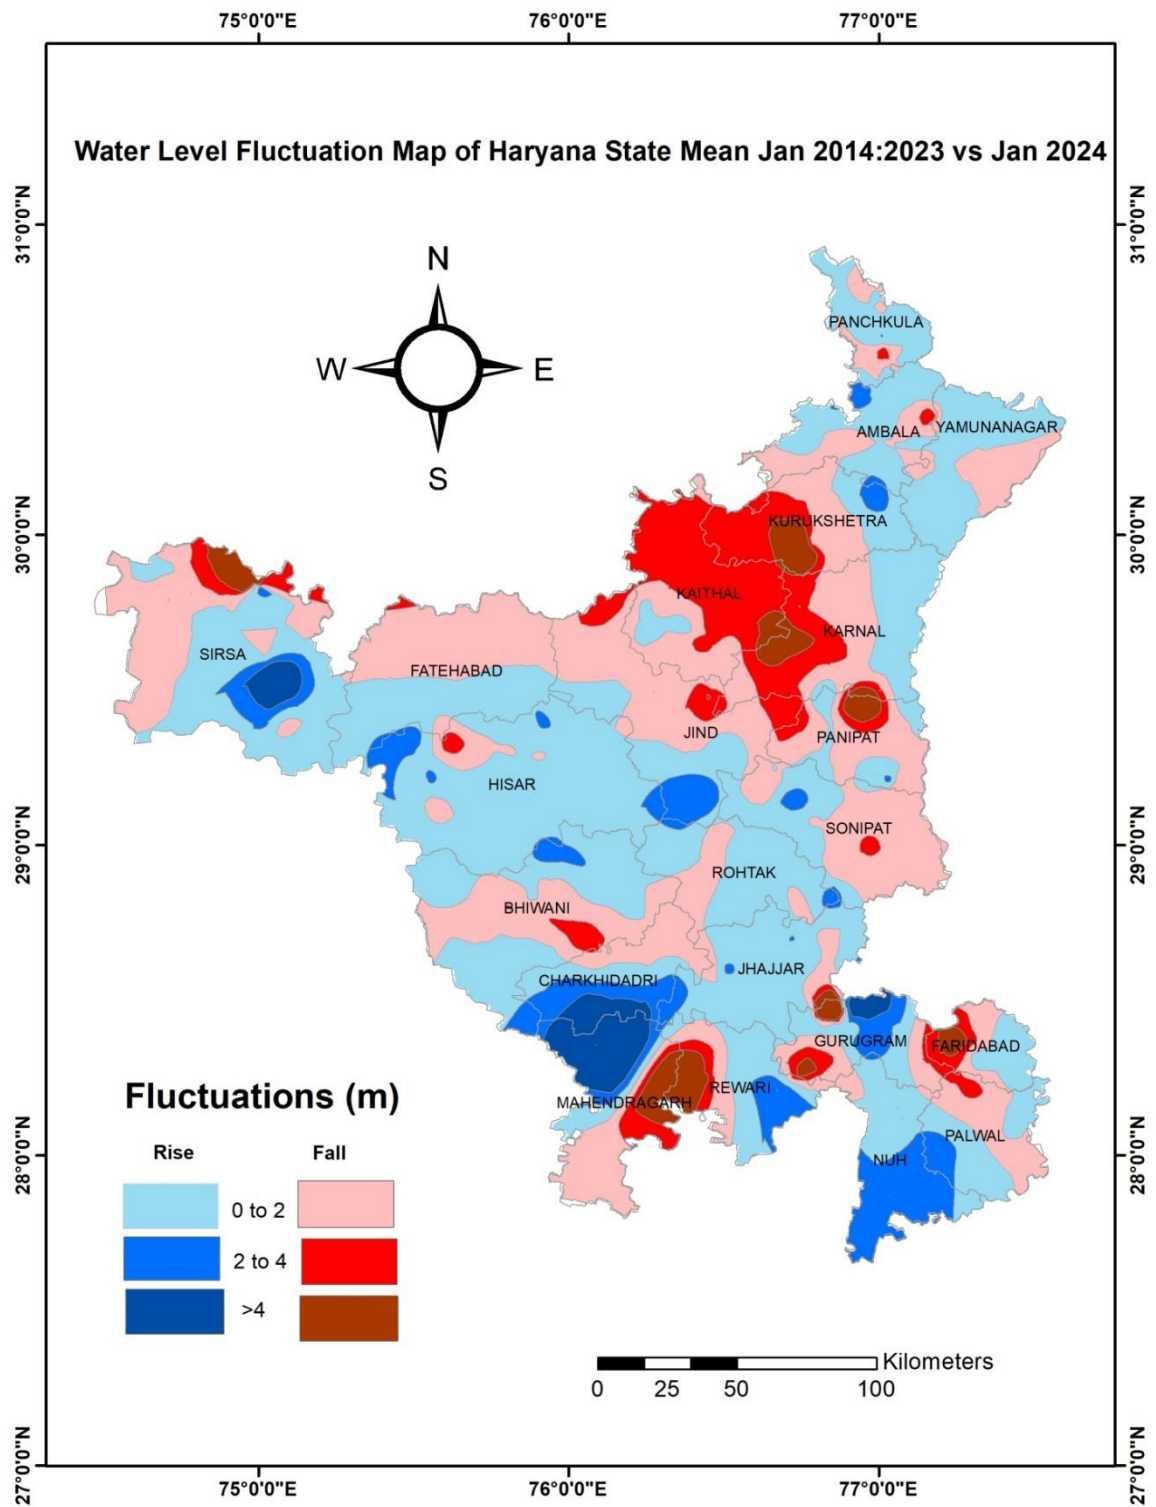 75°0'0"E 76°0'0"E 77°0'0"E
Water Level Fluctuation Map of Haryana State Mean Jan 2014:2023 vs Jan 2024
31°0'0"N 31°0'0"N
N
W E
S
PANCHKULA
AMBALA YAMUNANAGAR
30°0'0"N 30°0'0"N
KURUKSHETRA
KAITHAL
KARNAL
SIRSA
FATEHABAD
JIND PANIPAT
HISAR
29°0'0"N 29°0'0"N
SONIPAT
ROHTAK
BHIWANI
JHAJJAR
CHARKHIDADRI
GURUGRAM FARIDABAD
REWARI
MAHENDRAGARH
PALWAL
NUH
28°0'0"N 28°0'0"N
Fluctuations (m)
Rise Fall
0 to 2
2 to 4
>4
Kilometers
0 25 50 100
27°0'0"N 27°0'0"N
75°0'0"E 76°0'0"E 77°0'0"E